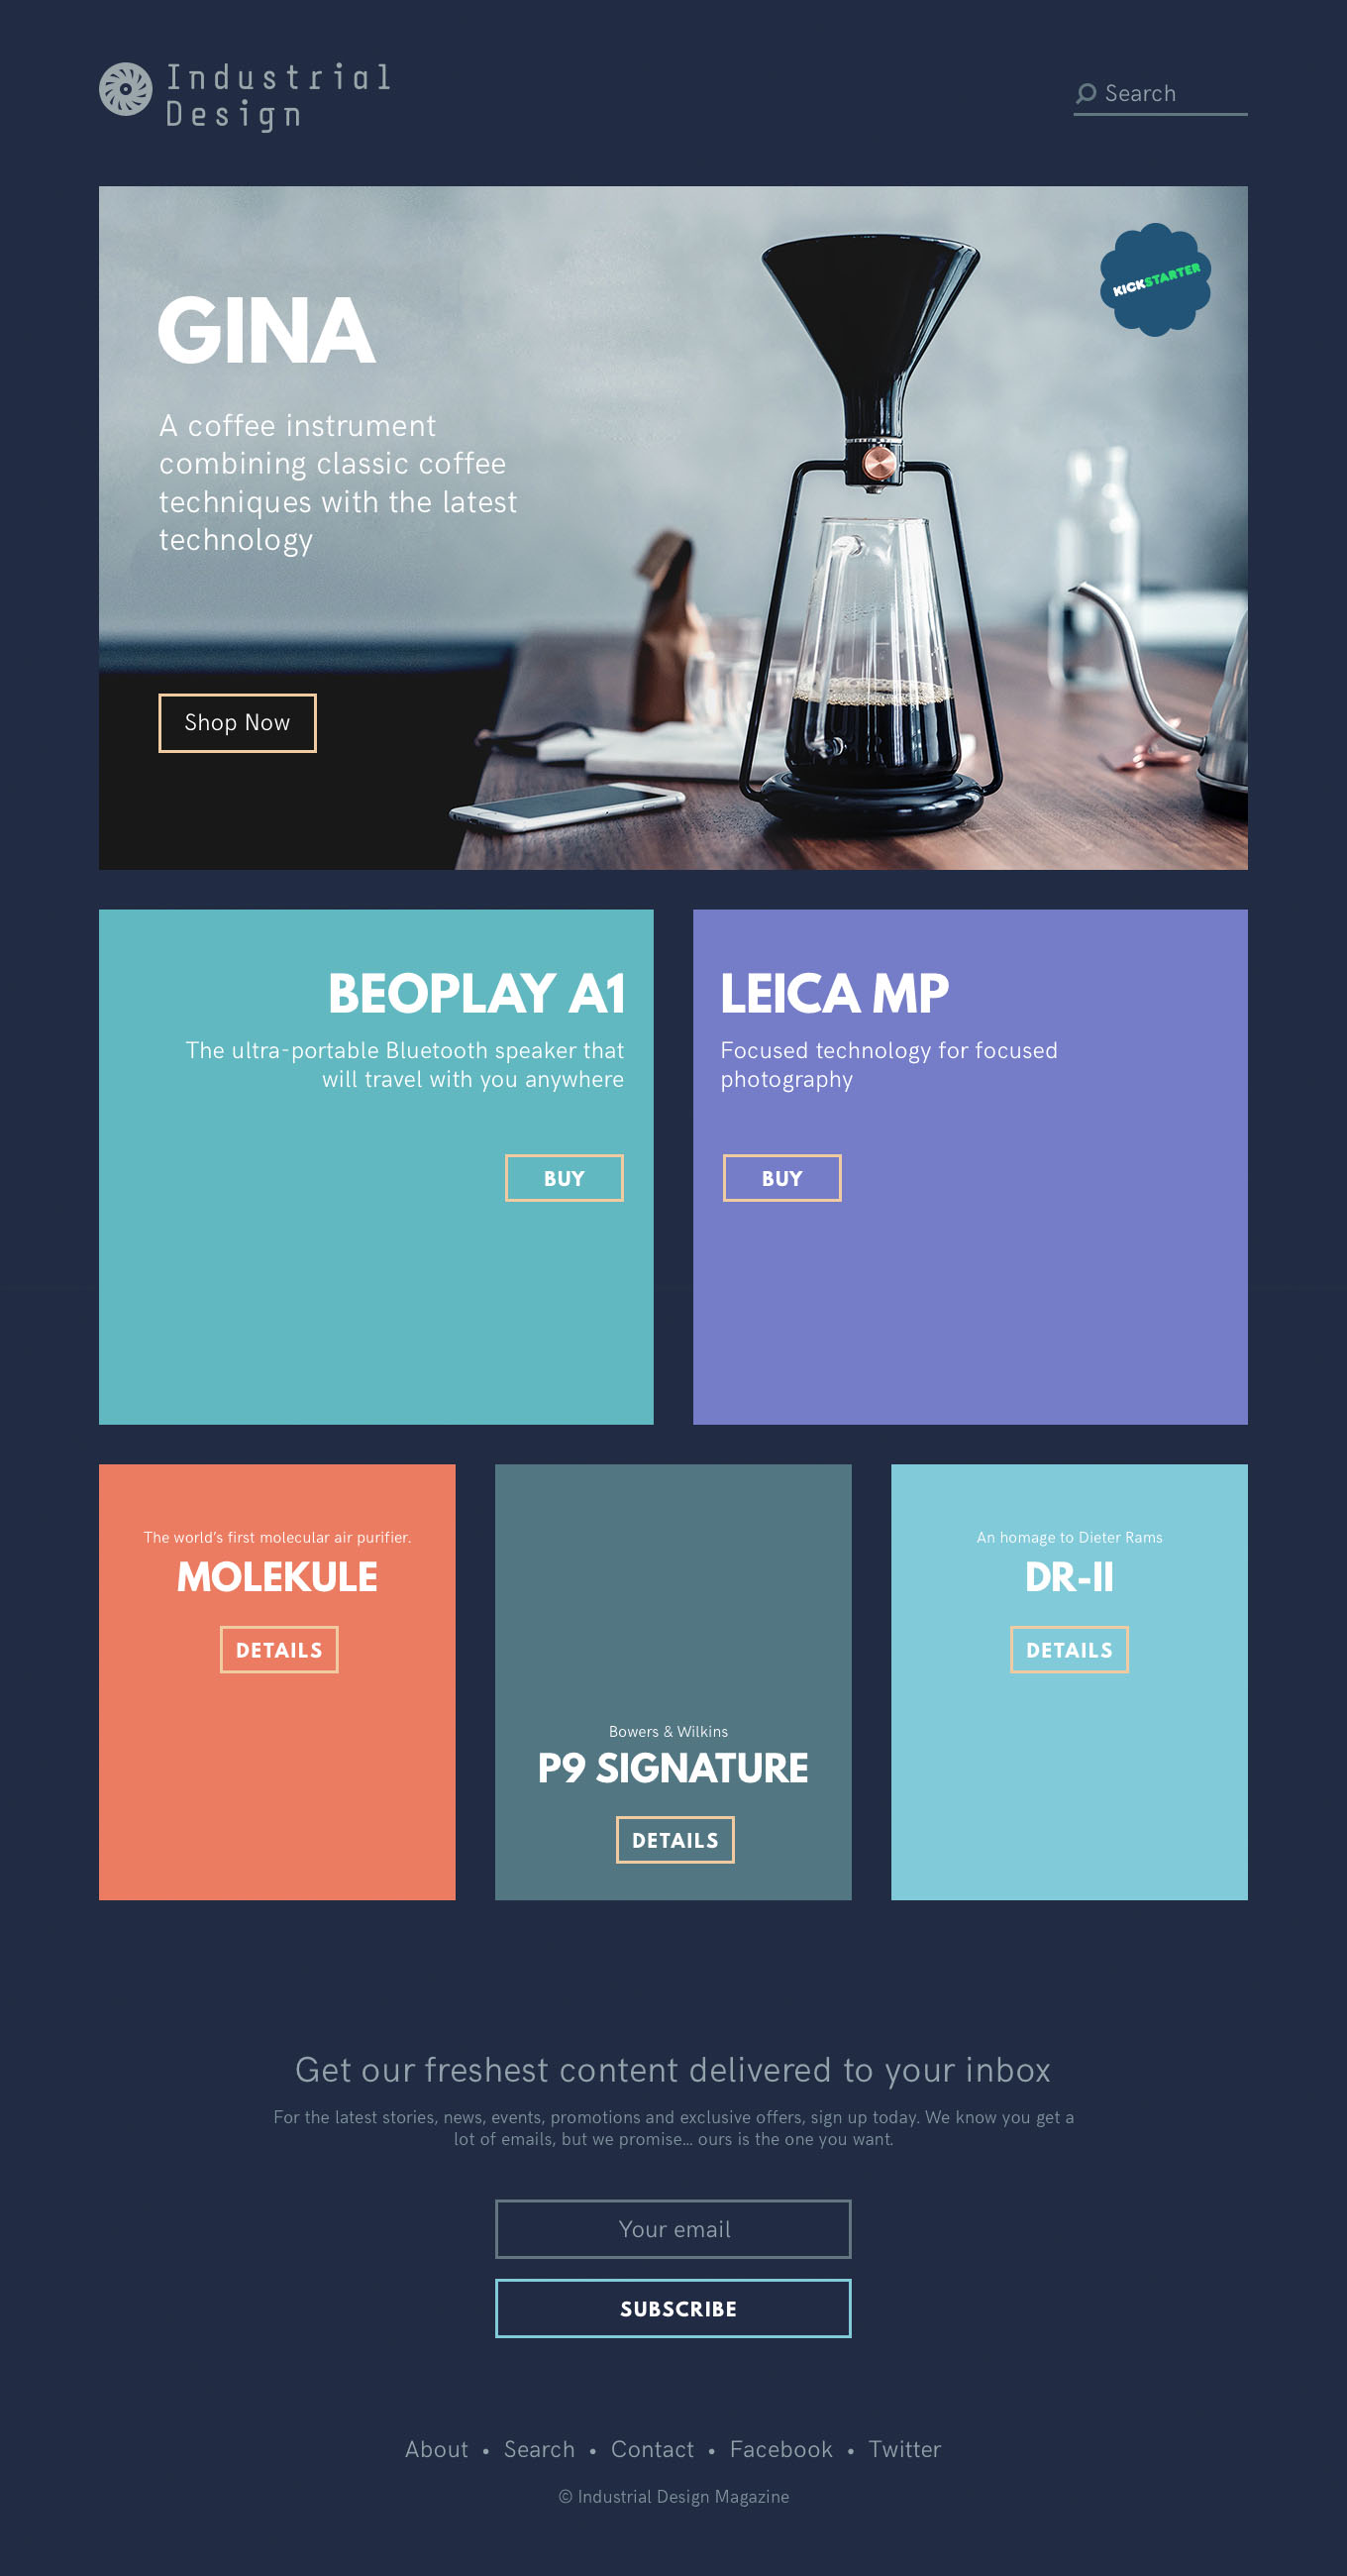 Industrial
Design
Search
GINA
KICKSTARTER
A coffee instrument
combining classic coffee
techniques with the latest
technology
Shop Now
BEOPLAY A1
The ultra-portable Bluetooth speaker that
will travel with you anywhere
BUY
LEICA MP
Focused technology for focused
photography
BUY
The world's first molecular air purifier.
MOLEKULE
DETAILS
Bowers & Wilkins
P9 SIGNATURE
DETAILS
An homage to Dieter Rams
DR-II
DETAILS
Get our freshest content delivered to your inbox
For the latest stories, news, events, promotions and exclusive offers, sign up today. We know you get a
lot of emails, but we promise... ours is the one you want.
Your email
SUBSCRIBE
About • Search • Contact • Facebook • Twitter
© Industrial Design Magazine